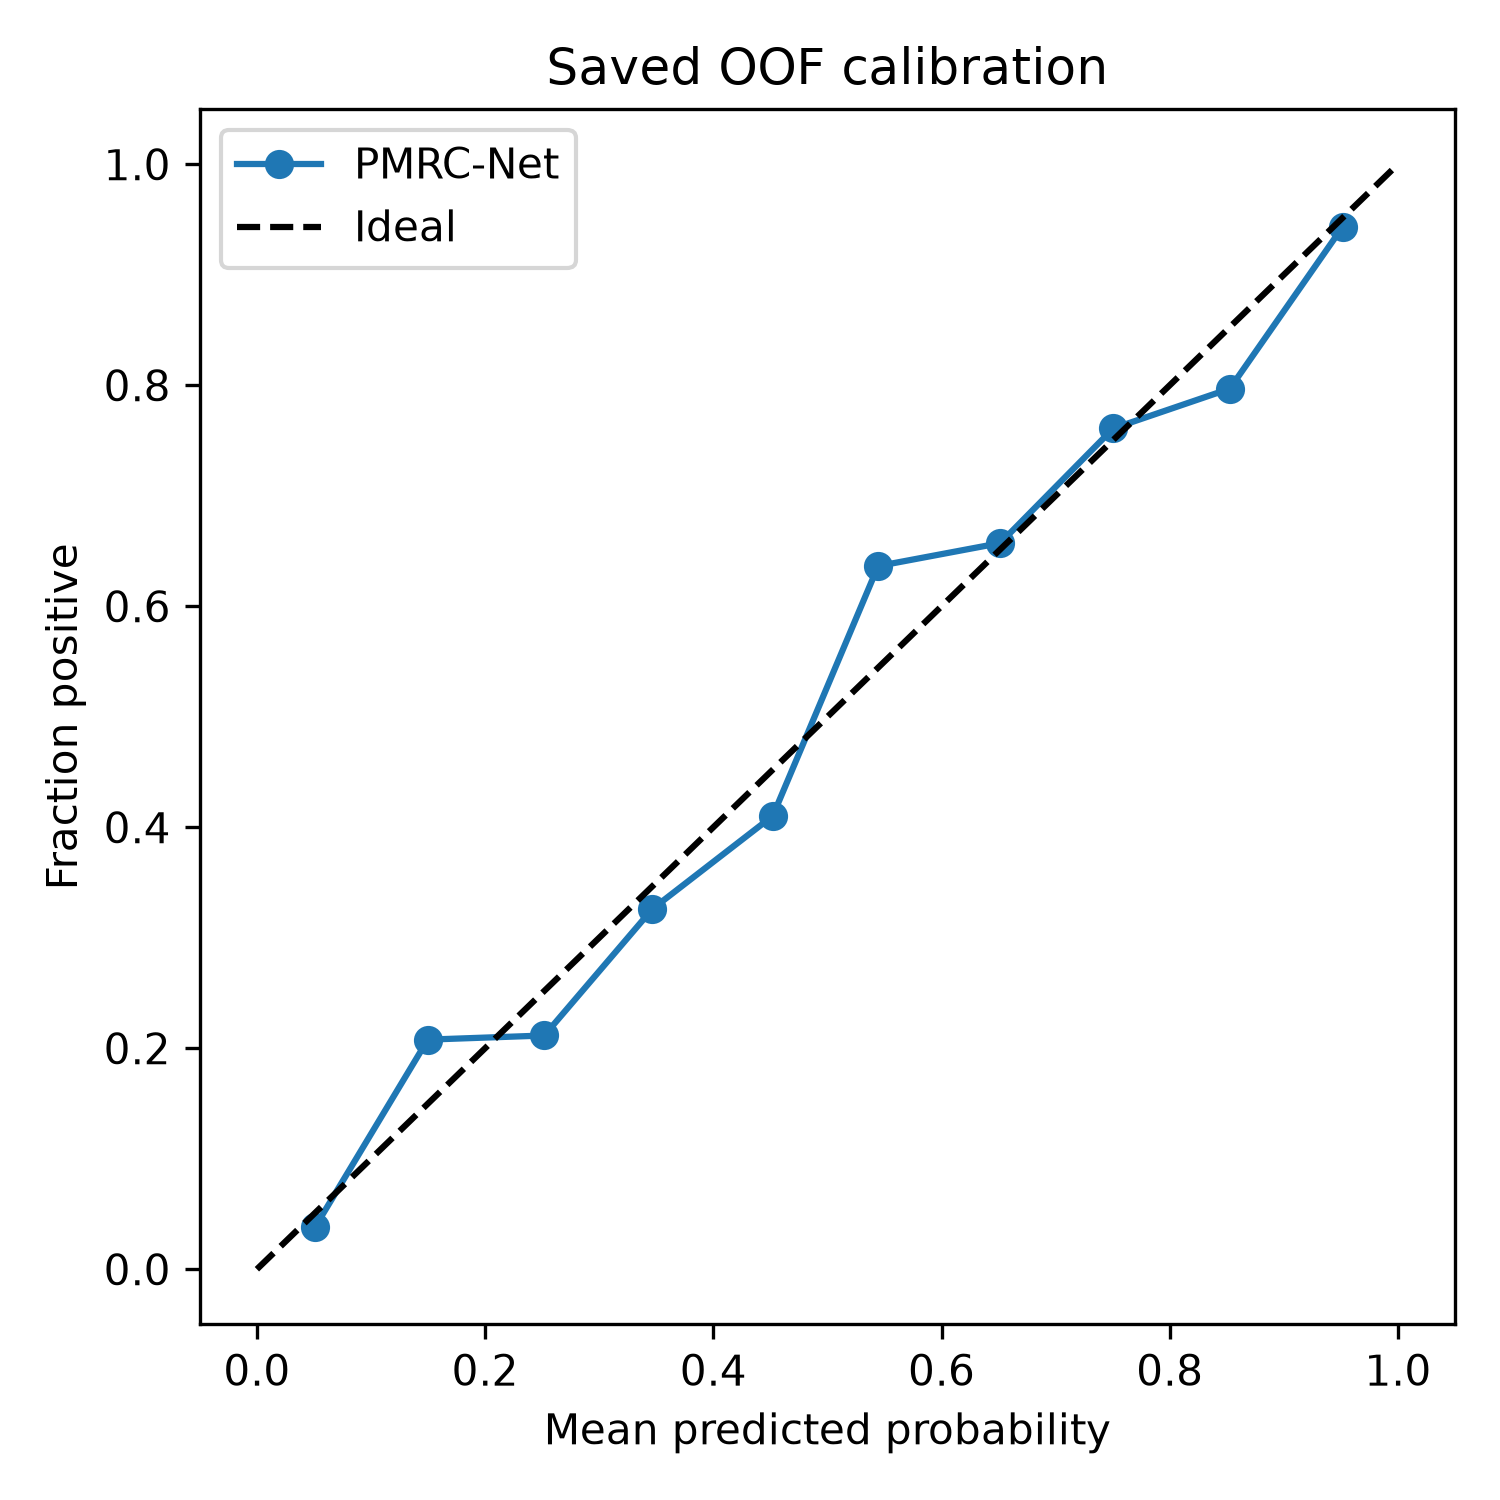 Saved OOF calibration
PMRC-Net
Ideal
1.0
0.8
0.6
0.4
0.2
0.0
Fraction positive
0.0 0.2 0.4 0.6 0.8 1.0
Mean predicted probability